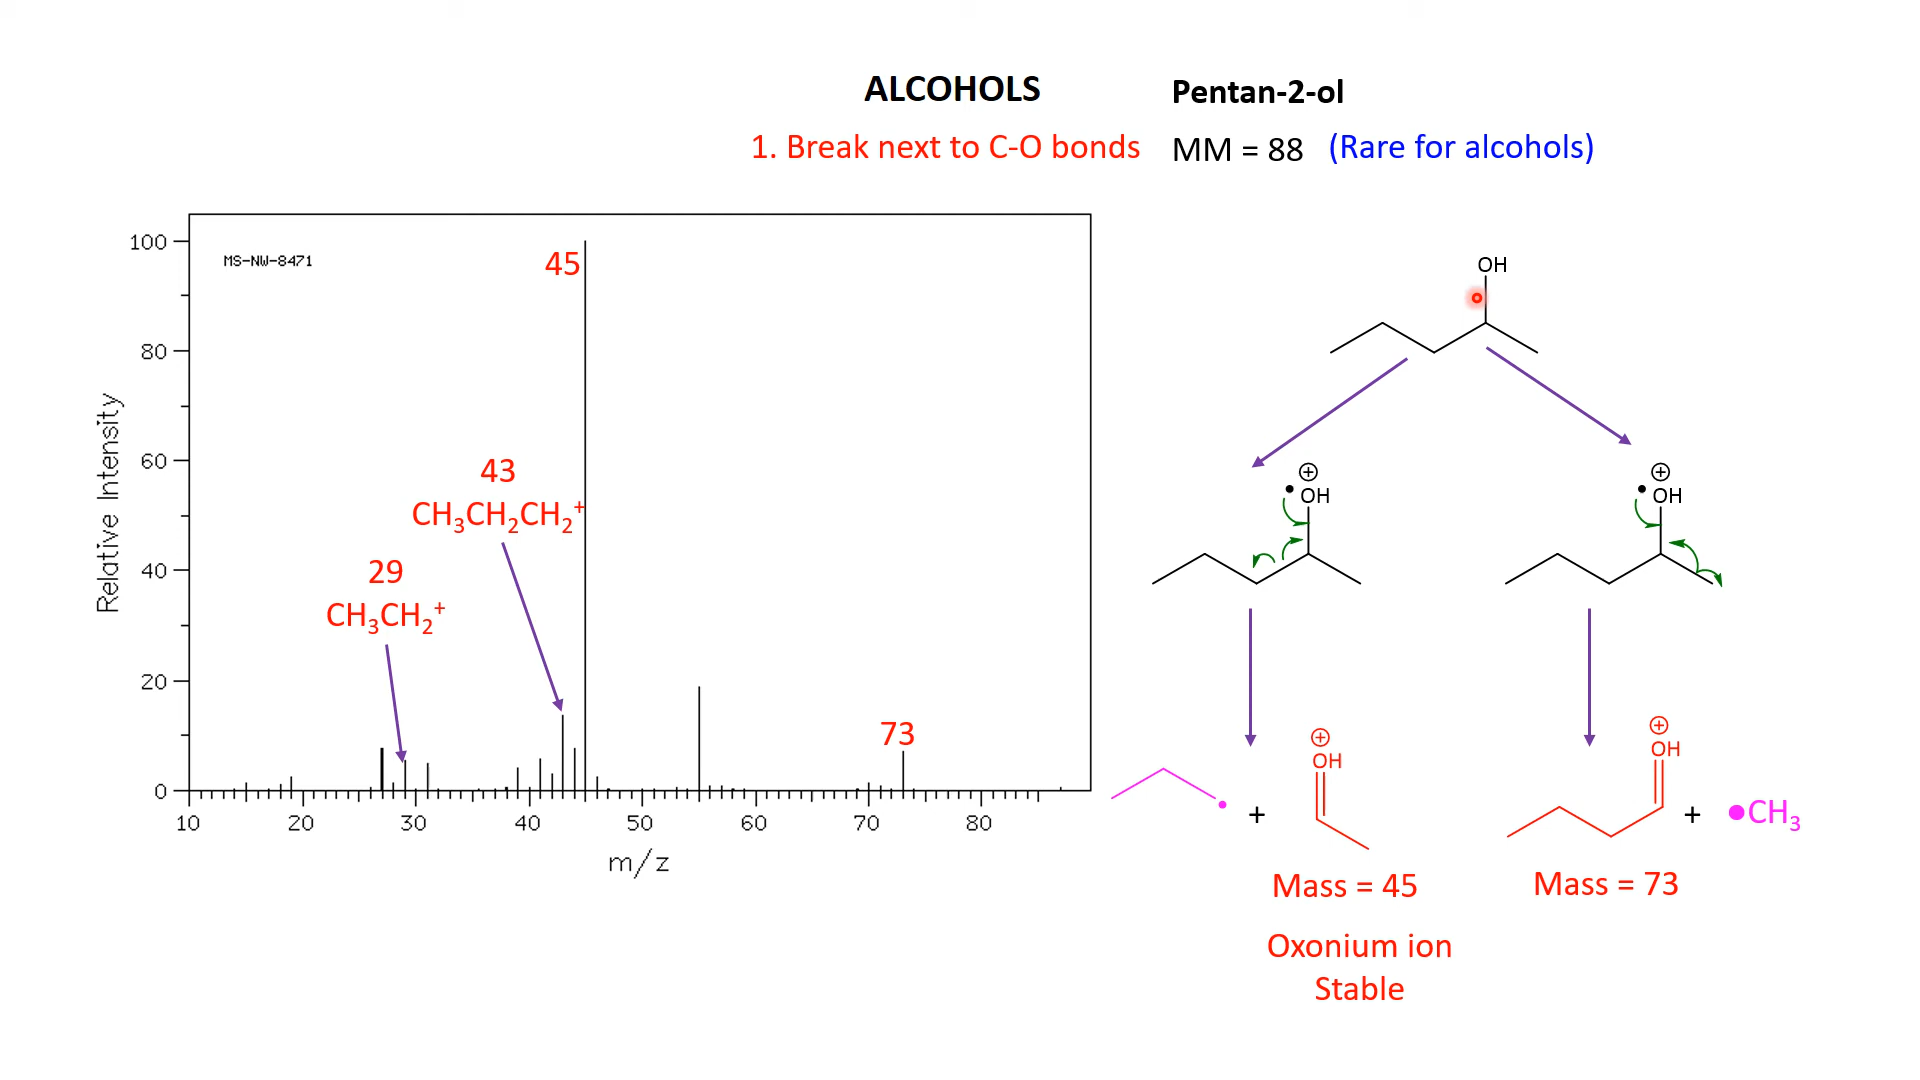 ALCOHOLS
Pentan-2-ol
1. Break next to C-O bonds
MM = 88
(Rare for alcohols)
MS-NW-8471
100
80
60
40
20
0
Relative Intensity
10 20 30 40 50 60 70 80
m/z
45
43
CH₃CH₂CH₂⁺
29
CH₃CH₂⁺
73
OH
⊕
•OH
⊕
•OH
⊕
OH
+
Mass = 45
Oxonium ion
Stable
⊕
OH
+
•CH₃
Mass = 73